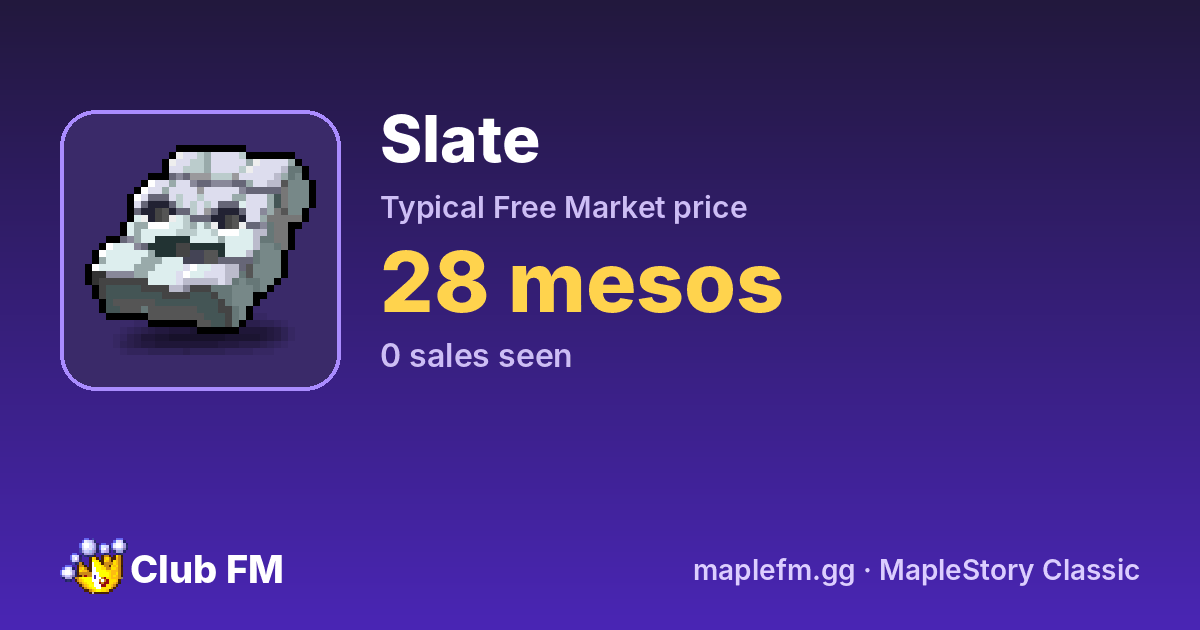 Slate
Typical Free Market price
28 mesos
0 sales seen
Club FM
maplefm.gg · MapleStory Classic